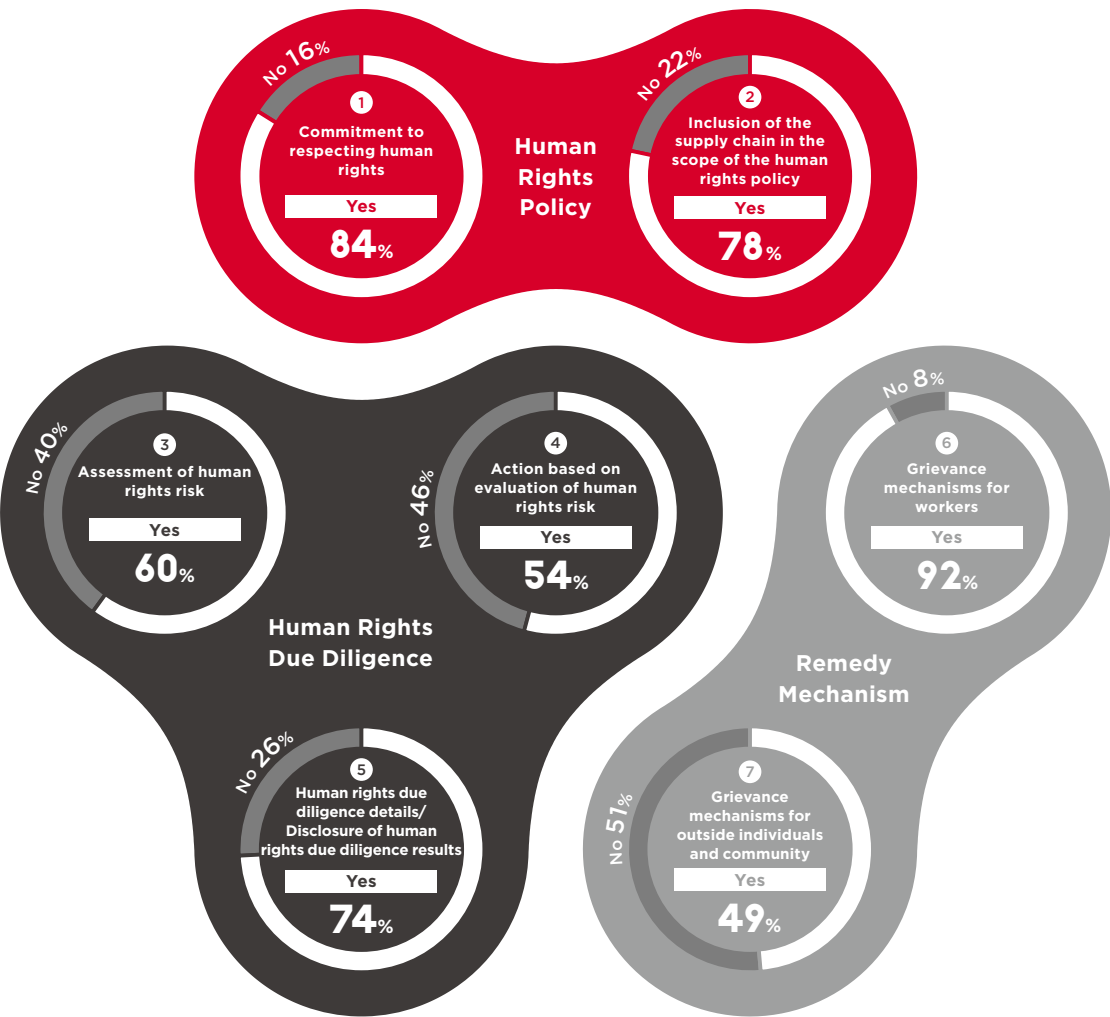 No 16%
1
Commitment to
respecting human
rights
Yes
84%
Human
Rights
Policy
No 22%
2
Inclusion of the
supply chain in the
scope of the human
rights policy
Yes
78%
No 40%
3
Assessment of human
rights risk
Yes
60%
No 46%
4
Action based on
evaluation of human
rights risk
Yes
54%
Human Rights
Due Diligence
No 26%
5
Human rights due
diligence details/
Disclosure of human
rights due diligence results
Yes
74%
No 8%
6
Grievance
mechanisms for
workers
Yes
92%
Remedy
Mechanism
No 51%
7
Grievance
mechanisms for
outside individuals
and community
Yes
49%